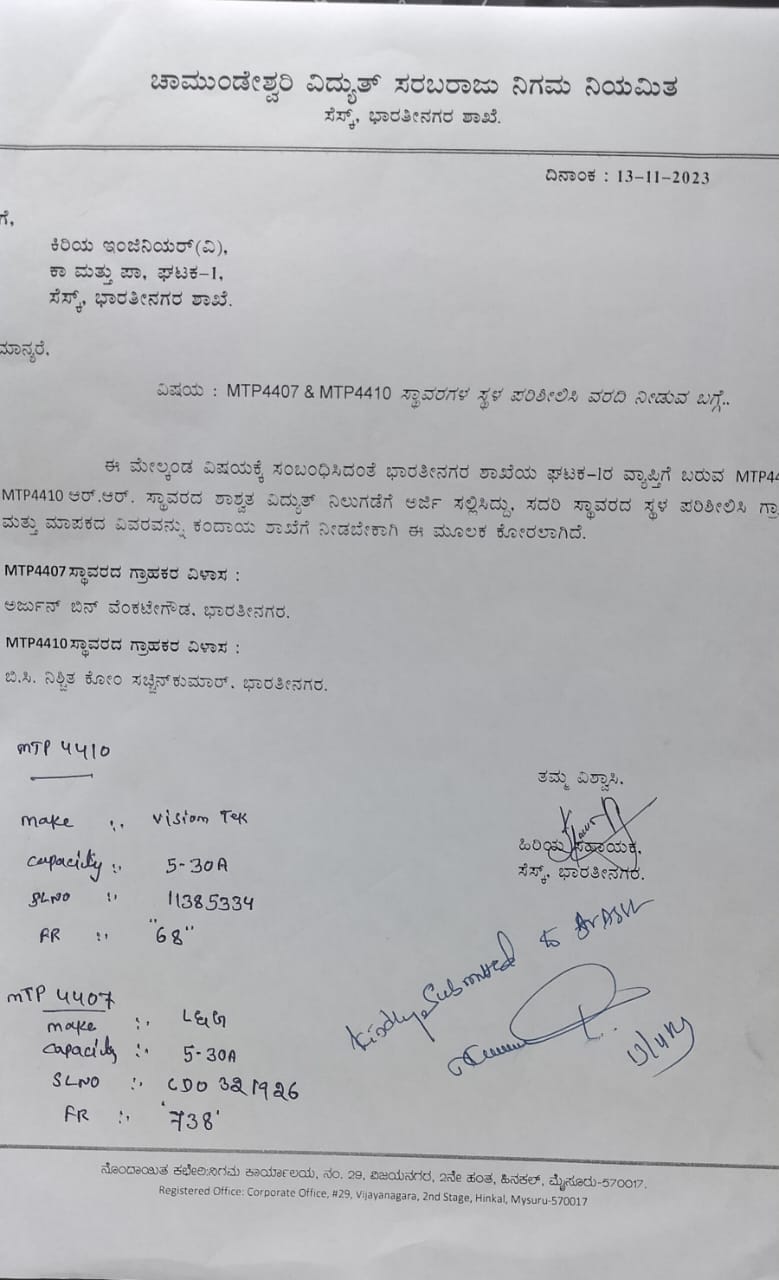 ಚಾಮುಂಡೇಶ್ವರಿ ವಿದ್ಯುತ್ ಸರಬರಾಜು ನಿಗಮ ನಿಯಮಿತ
ಸೆಸ್ಕ್, ಭಾರತೀನಗರ ಶಾಖೆ.
ದಿನಾಂಕ : 13-11-2023
ಗೆ,
ಕಿರಿಯ ಇಂಜಿನಿಯರ್(ವಿ),
ಕಾ ಮತ್ತು ಪಾ, ಘಟಕ-1,
ಸೆಸ್ಕ್, ಭಾರತೀನಗರ ಶಾಖೆ.
ಮಾನ್ಯರೆ,
ವಿಷಯ : MTP4407 & MTP4410 ಸ್ಥಾವರಗಳ ಸ್ಥಳ ಪರಿಶೀಲಿಸಿ ವರದಿ ನೀಡುವ ಬಗ್ಗೆ..
ಈ ಮೇಲ್ಕಂಡ ವಿಷಯಕ್ಕೆ ಸಂಬಂಧಿಸಿದಂತೆ ಭಾರತೀನಗರ ಶಾಖೆಯ ಘಟಕ-1ರ ವ್ಯಾಪ್ತಿಗೆ ಬರುವ MTP44
MTP4410 ಆರ್.ಆರ್. ಸ್ಥಾವರದ ಶಾಶ್ವತ ವಿದ್ಯುತ್ ನಿಲುಗಡೆಗೆ ಅರ್ಜಿ ಸಲ್ಲಿಸಿದ್ದು, ಸದರಿ ಸ್ಥಾವರದ ಸ್ಥಳ ಪರಿಶೀಲಿಸಿ ಗ್ರಾ
ಮತ್ತು ಮಾಪಕದ ವಿವರವನ್ನು ಕಂದಾಯ ಶಾಖೆಗೆ ನೀಡಬೇಕಾಗಿ ಈ ಮೂಲಕ ಕೋರಲಾಗಿದೆ.
MTP4407 ಸ್ಥಾವರದ ಗ್ರಾಹಕರ ವಿಳಾಸ :
ಅರ್ಜುನ್ ಬಿನ್ ವೆಂಕಟೇಗೌಡ, ಭಾರತೀನಗರ.
MTP4410 ಸ್ಥಾವರದ ಗ್ರಾಹಕರ ವಿಳಾಸ :
ಬಿ.ಸಿ. ನಿಶ್ಚಿತ ಕೋಂ ಸಚ್ಚಿನ್‌ಕುಮಾರ್, ಭಾರತೀನಗರ.
MTP 4410
make :. Vision Tek
capacity :. 5-30A
SLNO :. 11385334
FR :. "68"
ತಮ್ಮ ವಿಶ್ವಾಸಿ,
ಹಿರಿಯ ಸಹಾಯಕ,
ಸೆಸ್ಕ್, ಭಾರತೀನಗರ.
Kindly Submitted to
MTP 4407
make :. L&G
capacity :. 5-30A
SLNO :. CDO 321926
FR :. '738'
ನೊಂದಾಯಿತ ಕಛೇರಿ:ನಿಗಮ ಕಾರ್ಯಾಲಯ, ನಂ. 29, ವಿಜಯನಗರ, 2ನೇ ಹಂತ, ಹಿನಕಲ್, ಮೈಸೂರು-570017.
Registered Office: Corporate Office, #29, Vijayanagara, 2nd Stage, Hinkal, Mysuru-570017